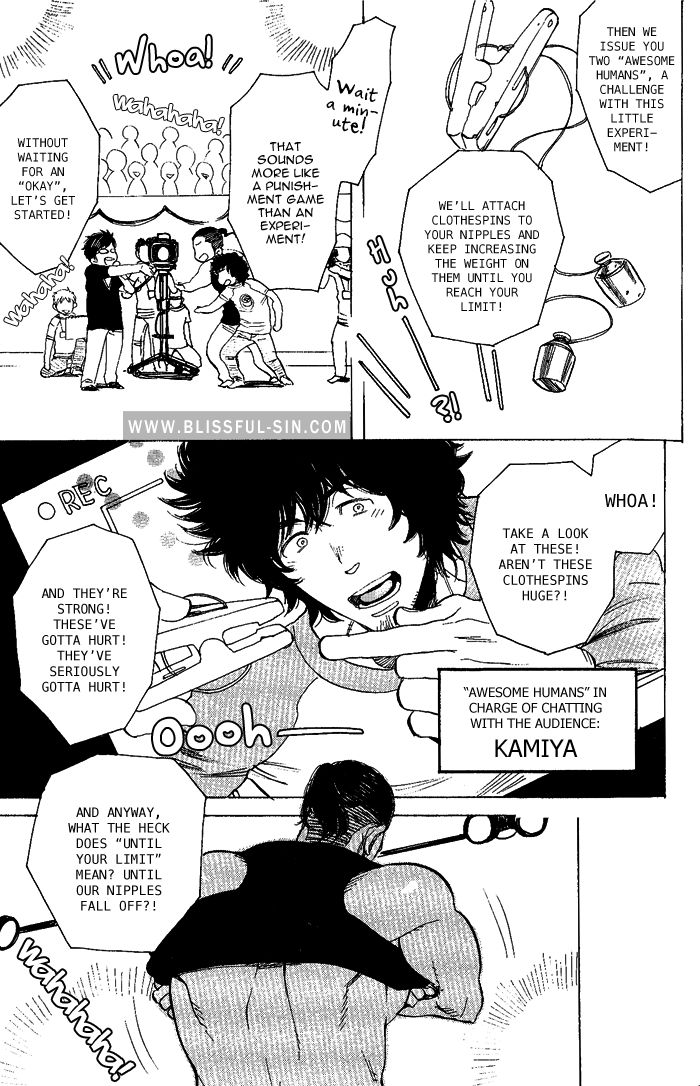 THEN WE
ISSUE YOU
TWO “AWESOME
HUMANS”, A
CHALLENGE
WITH THIS
LITTLE
EXPERI-
MENT!
WE'LL ATTACH
CLOTHESPINS TO
YOUR NIPPLES AND
KEEP INCREASING
THE WEIGHT ON
THEM UNTIL YOU
REACH YOUR
LIMIT!
Huh
?!
Whoa!
Wahahaha!
Wait
a min-
ute!
THAT
SOUNDS
MORE LIKE
A PUNISH-
MENT GAME
THAN AN
EXPERI-
MENT!
WITHOUT
WAITING
FOR AN
“OKAY”,
LET'S GET
STARTED!
Wahaha!
WWW.BLISSFUL-SIN.COM
WHOA!
TAKE A LOOK
AT THESE!
AREN'T THESE
CLOTHESPINS
HUGE?!
REC
AND THEY'RE
STRONG!
THESE'VE
GOTTA HURT!
THEY'VE
SERIOUSLY
GOTTA HURT!
Oooh
“AWESOME HUMANS” IN
CHARGE OF CHATTING
WITH THE AUDIENCE:
KAMIYA
AND ANYWAY,
WHAT THE HECK
DOES “UNTIL
YOUR LIMIT”
MEAN? UNTIL
OUR NIPPLES
FALL OFF?!
Wahahaha!